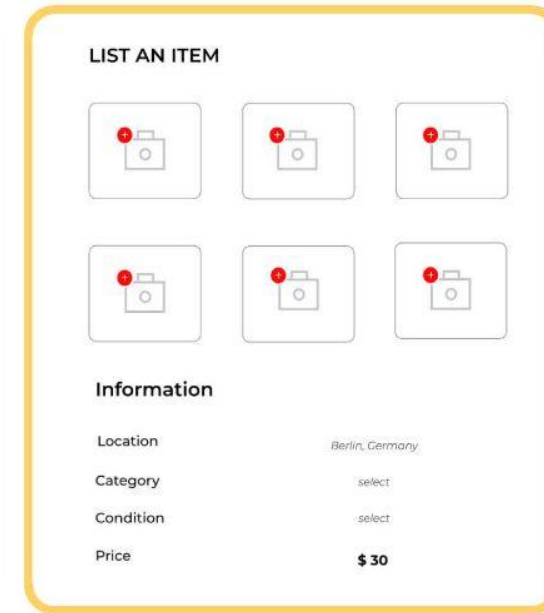 LIST AN ITEM
Information
Location Berlin, Germany
Category select
Condition select
Price $ 30